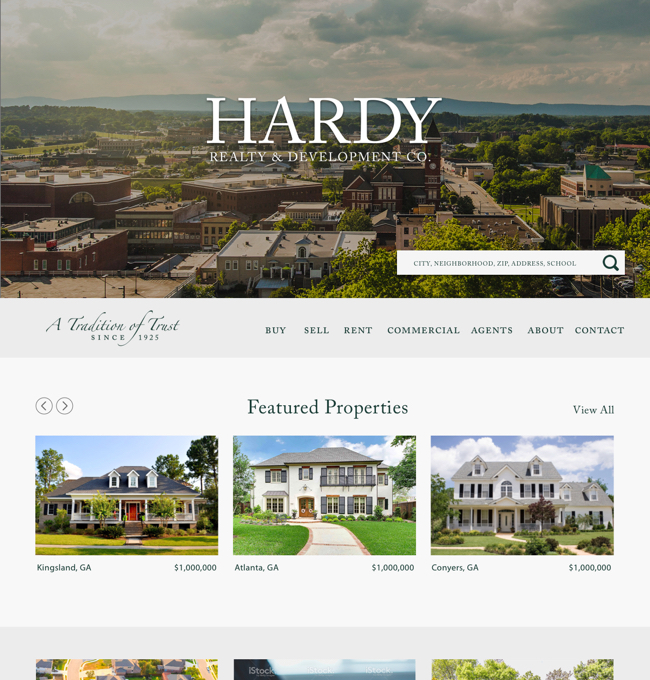 HARDY
REALTY & DEVELOPMENT CO.
CITY, NEIGHBORHOOD, ZIP, ADDRESS, SCHOOL
A Tradition of Trust
SINCE 1925
BUY SELL RENT COMMERCIAL AGENTS ABOUT CONTACT
Featured Properties
View All
Kingsland, GA $1,000,000 Atlanta, GA $1,000,000 Conyers, GA $1,000,000
iStock